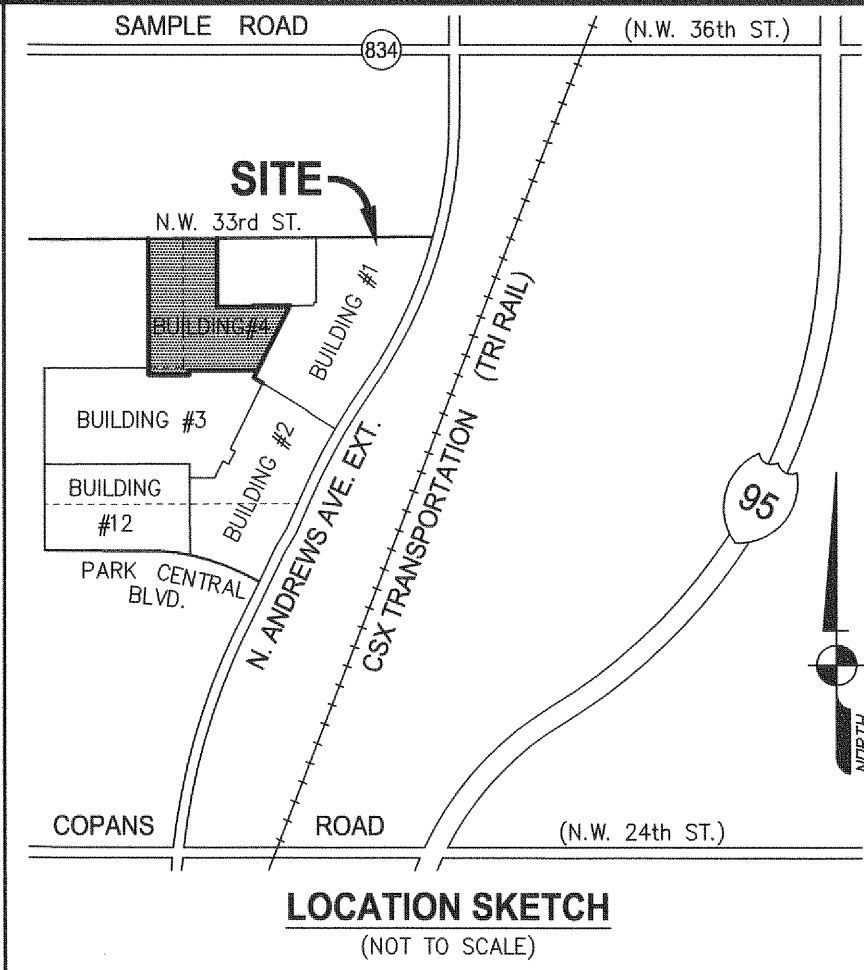 SAMPLE ROAD
(N.W. 36th ST.)
834
SITE
N.W. 33rd ST.
BUILDING #1
BUILDING #4
(TRI RAIL)
BUILDING #3
BUILDING #2
BUILDING
#12
95
PARK CENTRAL
BLVD.
N. ANDREWS AVE. EXT.
CSX TRANSPORTATION
NORTH
COPANS ROAD
(N.W. 24th ST.)
LOCATION SKETCH
(NOT TO SCALE)